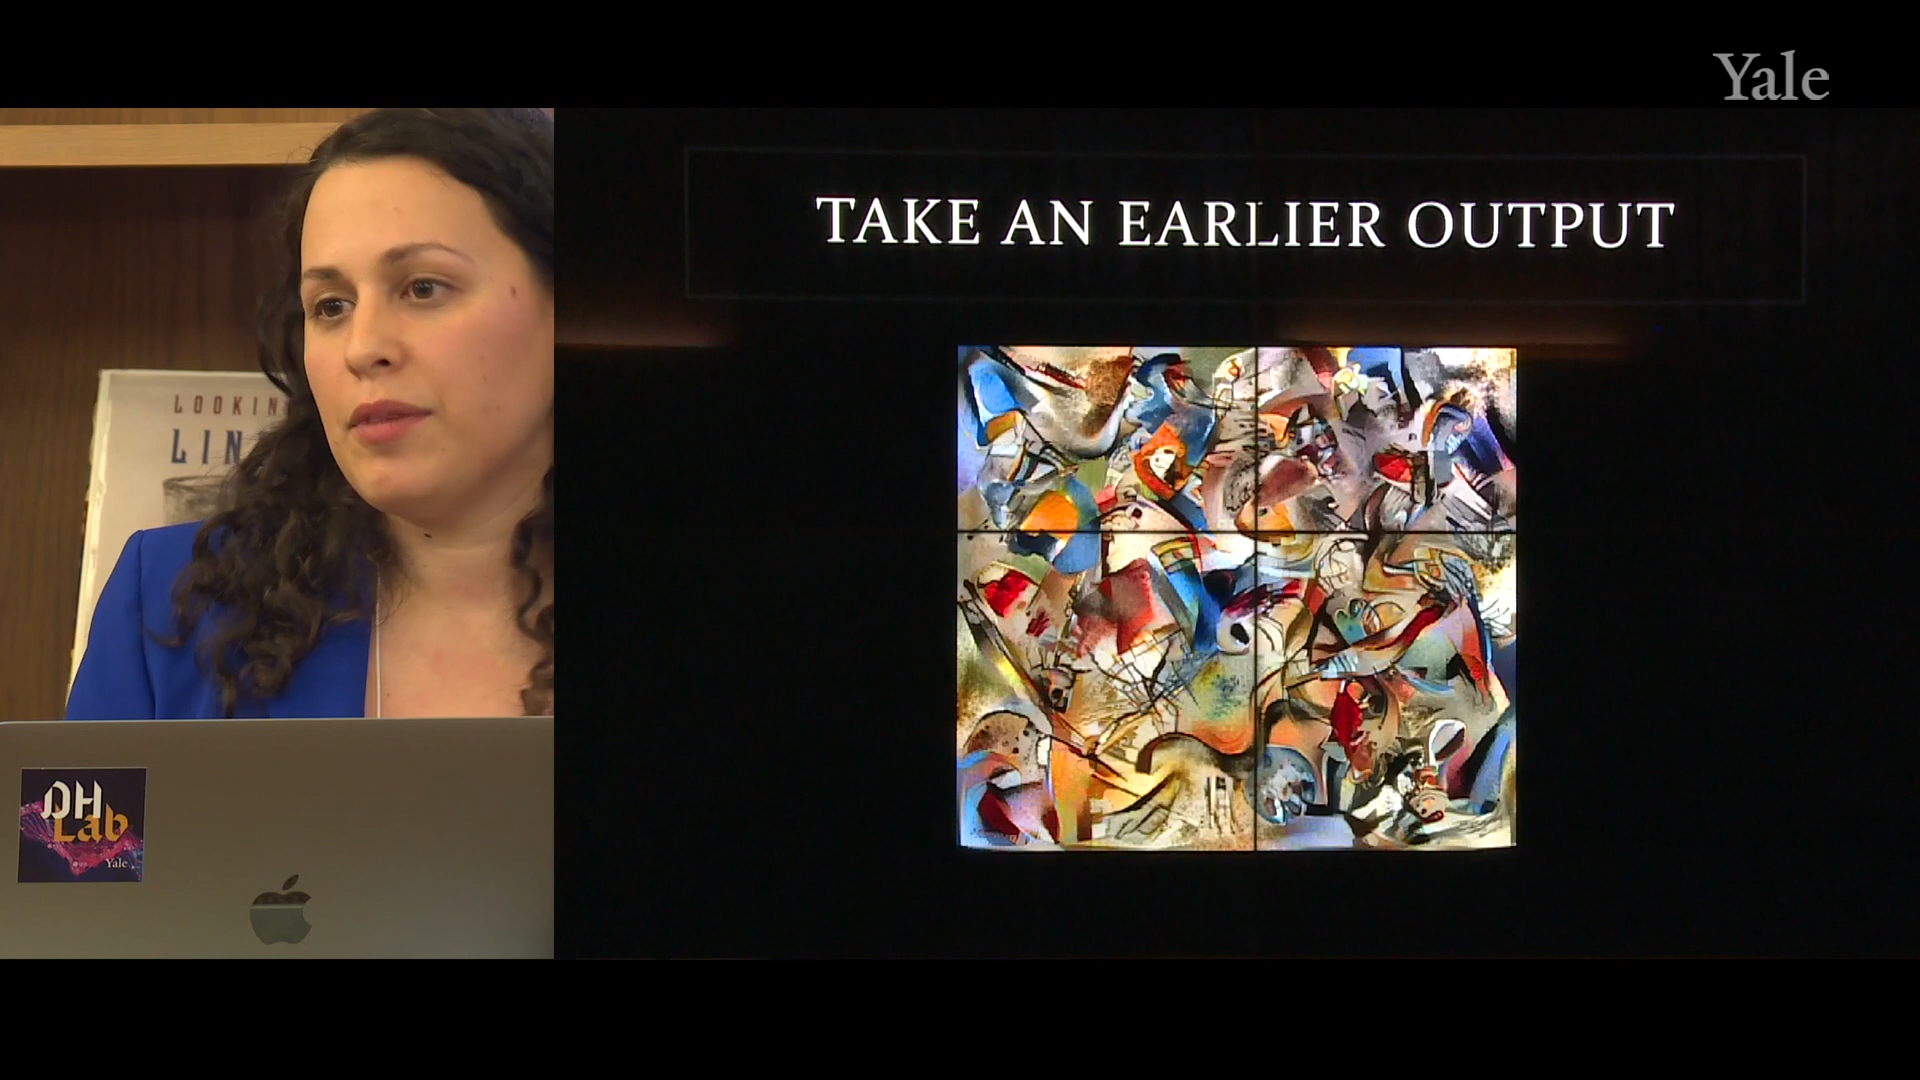 Yale
TAKE AN EARLIER OUTPUT
LOOKIN
LIN
DH
Lab
Yale